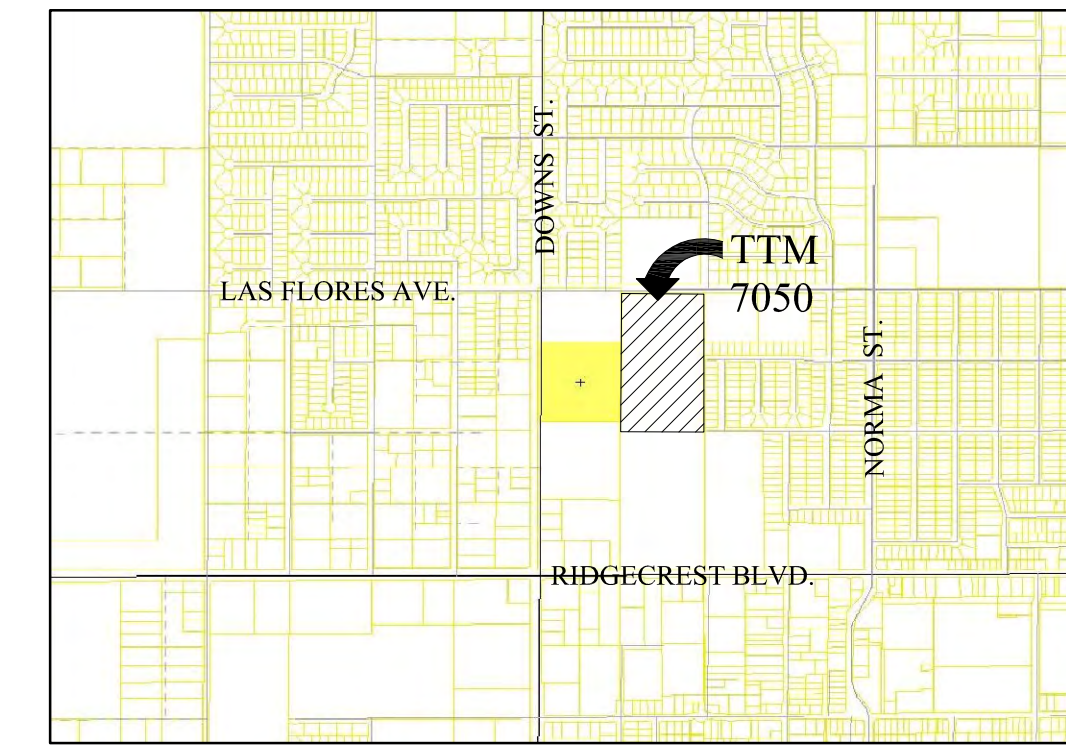 DOWNS ST.
TTM
7050
LAS FLORES AVE.
NORMA ST.
RIDGECREST BLVD.